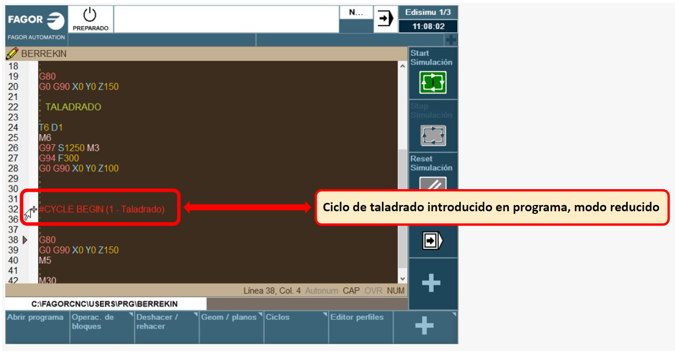 FAGOR
FAGOR AUTOMATION
PREPARADO
N...
Edisimu 1/3
11:08:02
BERREKIN
Start
Simulación
18
19 G80
20 G0 G90 X0 Y0 Z150
21
22 ; TALADRADO
23
24 T6 D1
25 M6
26 G97 S1250 M3
27 G94 F300
28 G0 G90 X0 Y0 Z100
29
30
31
32 #CYCLE BEGIN (1 - Taladrado)
36
37
38 G80
39 G0 G90 X0 Y0 Z150
40 M5
41
42 M30
Stop
Simulación
Reset
Simulación
Ciclo de taladrado introducido en programa, modo reducido
Línea 38, Col. 4 Autonum CAP OVR NUM
C:\FAGORCNC\USERS\PRG\BERREKIN
Abrir programa
Operac. de
bloques
Deshacer /
rehacer
Geom / planos
Ciclos
Editor perfiles